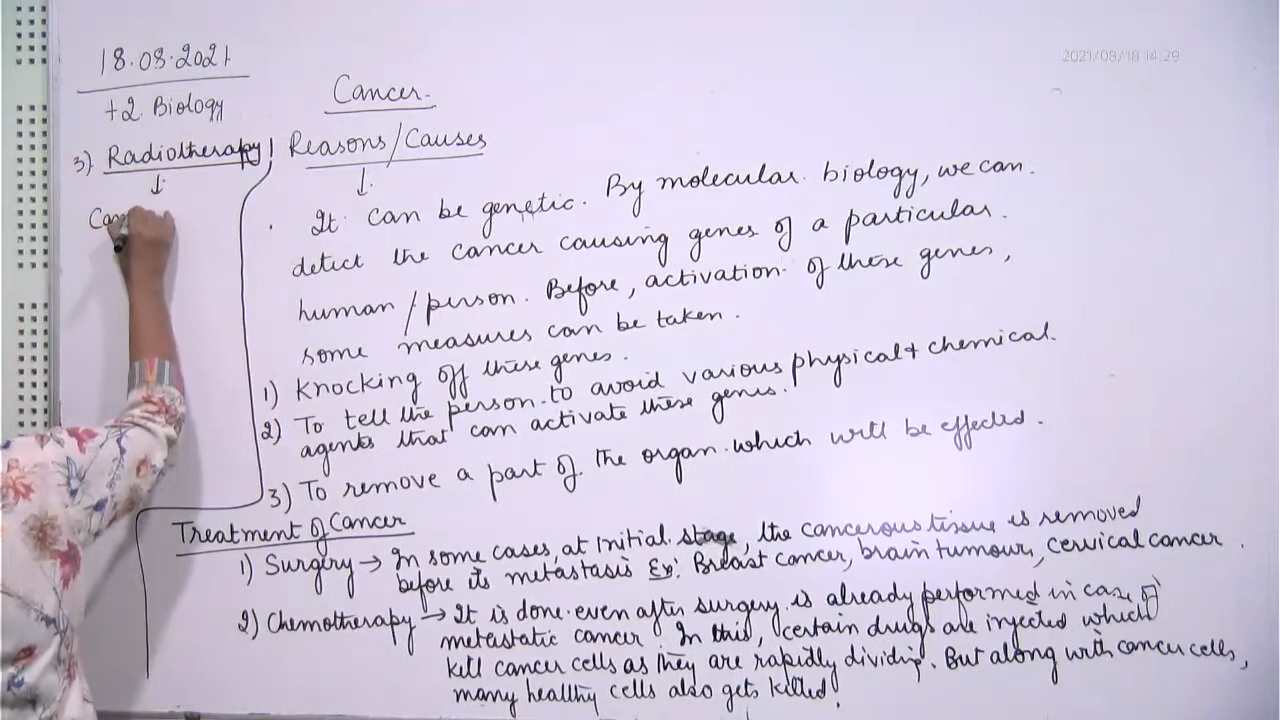 18.08.2021
+2 Biology
2021/08/18 14:29
Cancer.
3) Radiotherapy
↓
Reasons/Causes
↓
It can be genetic. By molecular biology, we can
detect the cancer causing genes of a particular
human/person. Before, activation of these genes,
some measures can be taken.
1) Knocking off these genes.
2) To tell the person to avoid various physical + chemical
agents that can activate these genes.
3) To remove a part of the organ which will be effected.
Treatment of Cancer
1) Surgery → In some cases, at initial stage, the cancerous tissue is removed
before its metastasis Ex: Breast cancer, brain tumour, cervical cancer.
2) Chemotherapy → It is done even after surgery is already performed in case of
metastatic cancer. In this, certain drugs are injected which
kill cancer cells as they are rapidly dividing. But along with cancer cells,
many healthy cells also gets killed.